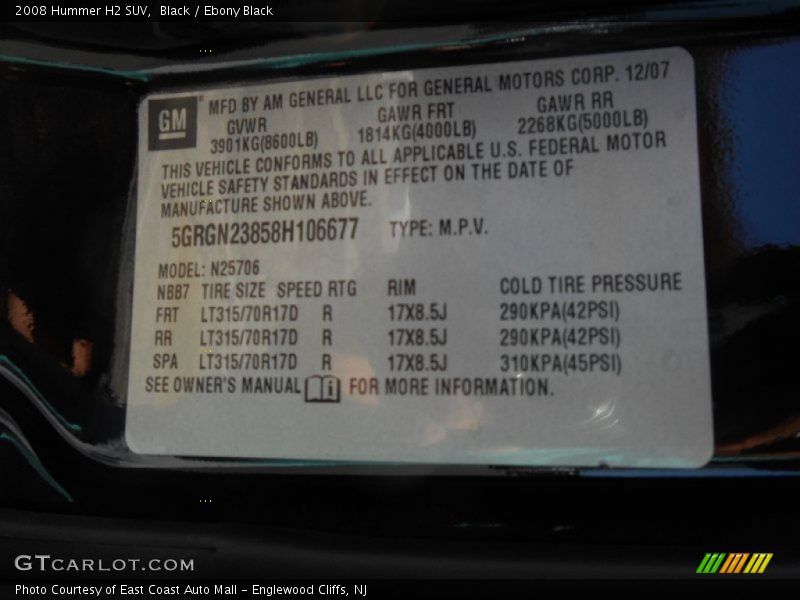 2008 Hummer H2 SUV, Black / Ebony Black
GM MFD BY AM GENERAL LLC FOR GENERAL MOTORS CORP. 12/07
GVWR GAWR FRT GAWR RR
3901KG(8600LB) 1814KG(4000LB) 2268KG(5000LB)
THIS VEHICLE CONFORMS TO ALL APPLICABLE U.S. FEDERAL MOTOR
VEHICLE SAFETY STANDARDS IN EFFECT ON THE DATE OF
MANUFACTURE SHOWN ABOVE.
5GRGN23858H106677 TYPE: M.P.V.
MODEL: N25706
NBB7 TIRE SIZE SPEED RTG RIM COLD TIRE PRESSURE
FRT LT315/70R17D R 17X8.5J 290KPA(42PSI)
RR LT315/70R17D R 17X8.5J 290KPA(42PSI)
SPA LT315/70R17D R 17X8.5J 310KPA(45PSI)
SEE OWNER'S MANUAL FOR MORE INFORMATION.
GTCARLOT.COM
Photo Courtesy of East Coast Auto Mall - Englewood Cliffs, NJ